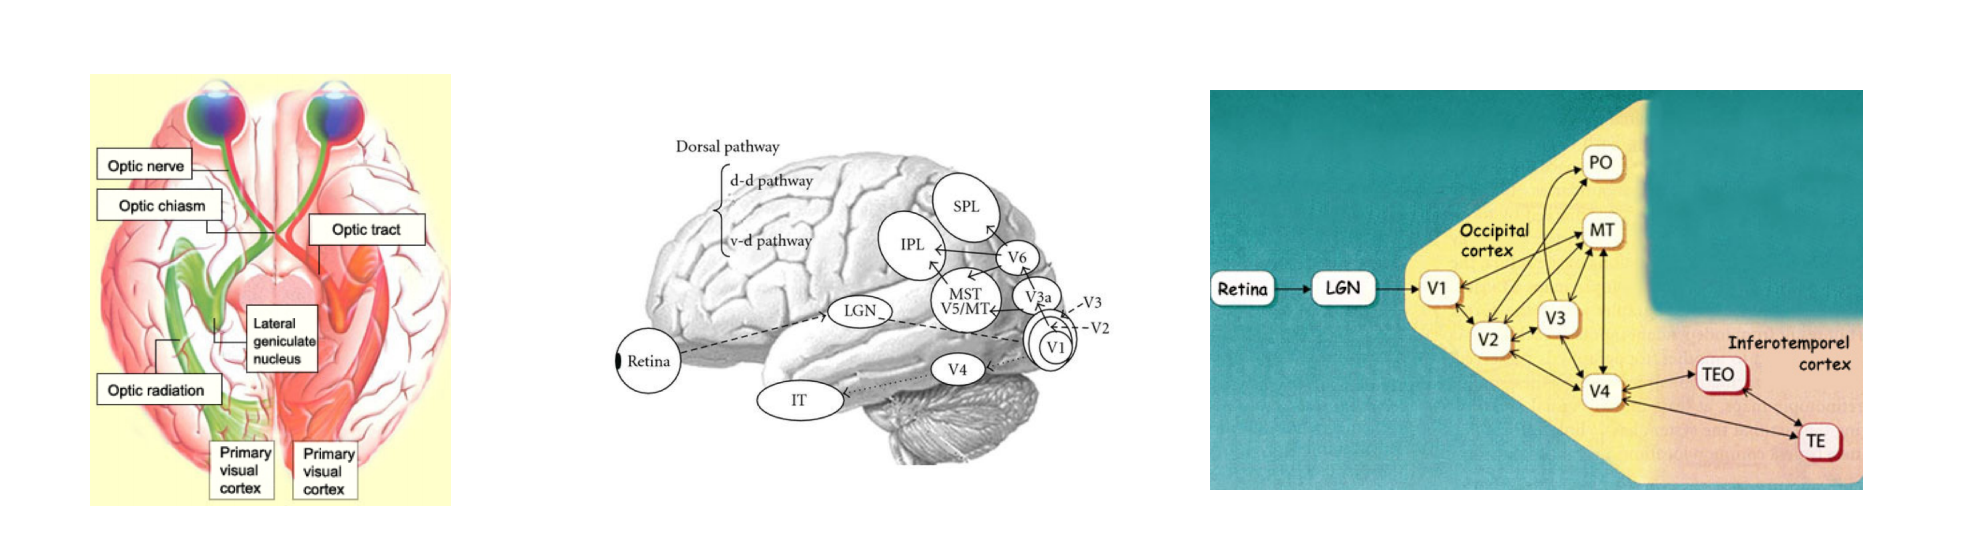 Optic nerve
Optic chiasm
Optic tract
Lateral
geniculate
nucleus
Optic radiation
Primary
visual
cortex
Primary
visual
cortex
Dorsal pathway
d-d pathway
v-d pathway
SPL
IPL
V6
MST
V5/MT
V3a
V3
V2
V1
LGN
Retina
V4
IT
PO
MT
Occipital
cortex
Retina
LGN
V1
V3
V2
V4
Inferotemporel
cortex
TEO
TE